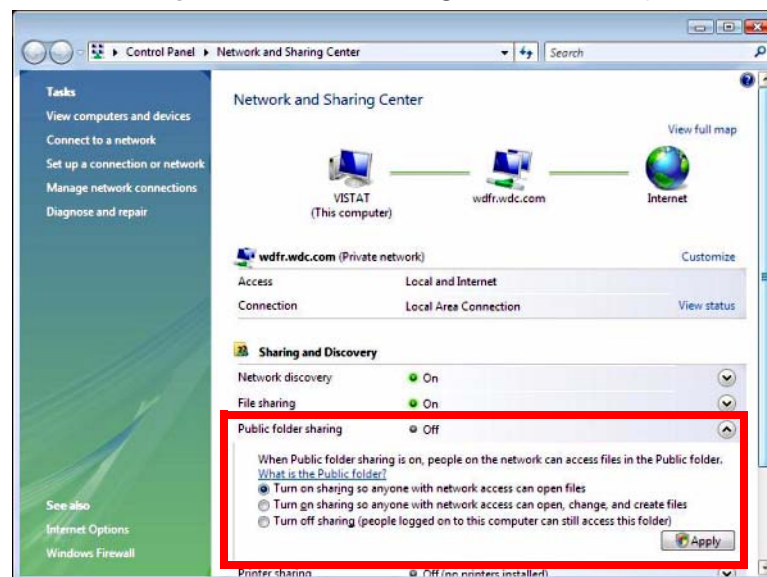 Control Panel ▸ Network and Sharing Center
Search
Tasks
View computers and devices
Connect to a network
Set up a connection or network
Manage network connections
Diagnose and repair
See also
Internet Options
Windows Firewall
Network and Sharing Center
View full map
VISTAT
(This computer)
wdfr.wdc.com
Internet
wdfr.wdc.com (Private network)
Customize
Access Local and Internet
Connection Local Area Connection View status
Sharing and Discovery
Network discovery On
File sharing On
Public folder sharing Off
When Public folder sharing is on, people on the network can access files in the Public folder.
What is the Public folder?
Turn on sharing so anyone with network access can open files
Turn on sharing so anyone with network access can open, change, and create files
Turn off sharing (people logged on to this computer can still access this folder)
Apply
Printer sharing Off (no printers installed)